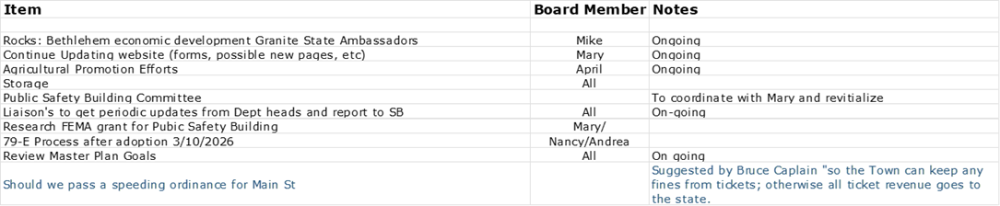 Item Board Member Notes
Rocks: Bethlehem economic development Granite State Ambassadors Mike Ongoing
Continue Updating website (forms, possible new pages, etc) Mary Ongoing
Agricultural Promotion Efforts April Ongoing
Storage All
Public Safety Building Committee To coordinate with Mary and revitialize
Liaison's to get periodic updates from Dept heads and report to SB All On-going
Research FEMA grant for Pubic Safety Building Mary/
79-E Process after adoption 3/10/2026 Nancy/Andrea
Review Master Plan Goals All On going
Should we pass a speeding ordinance for Main St
Suggested by Bruce Caplain "so the Town can keep any
fines from tickets; otherwise all ticket revenue goes to
the state.